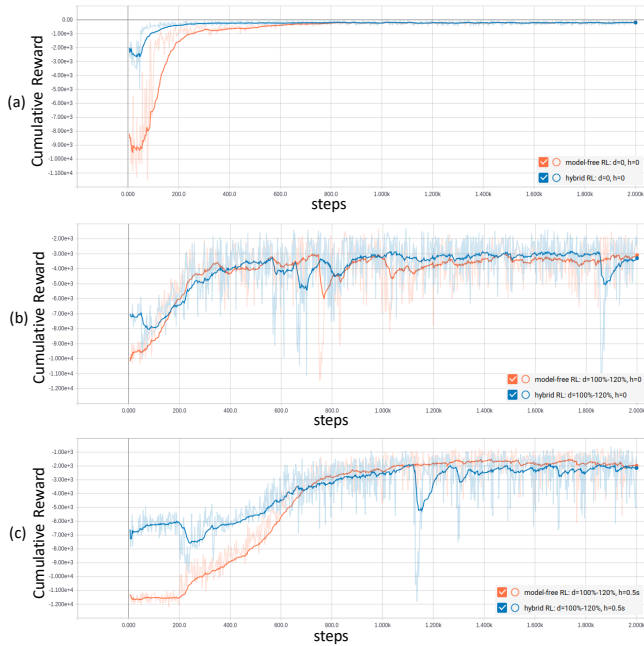 (a)
Cumulative Reward
0.00
-1.00e+3
-2.00e+3
-3.00e+3
-4.00e+3
-5.00e+3
-6.00e+3
-7.00e+3
-8.00e+3
-9.00e+3
-1.00e+4
-1.100e+4
0.000 200.0 400.0 600.0 800.0 1.000k 1.200k 1.400k 1.600k 1.800k 2.000k
model-free RL: d=0, h=0
hybrid RL: d=0, h=0
steps
(b)
Cumulative Reward
-2.00e+3
-3.00e+3
-4.00e+3
-5.00e+3
-6.00e+3
-7.00e+3
-8.00e+3
-9.00e+3
-1.00e+4
-1.100e+4
-1.200e+4
0.000 200.0 400.0 600.0 800.0 1.000k 1.200k 1.400k 1.600k 1.800k 2.000k
model-free RL: d=100%-120%, h=0
hybrid RL: d=100%-120%, h=0
steps
(c)
Cumulative Reward
-1.00e+3
-2.00e+3
-3.00e+3
-4.00e+3
-5.00e+3
-6.00e+3
-7.00e+3
-8.00e+3
-9.00e+3
-1.00e+4
-1.100e+4
-1.200e+4
0.000 200.0 400.0 600.0 800.0 1.000k 1.200k 1.400k 1.600k 1.800k 2.000k
model-free RL: d=100%-120%, h=0.5s
hybrid RL: d=100%-120%, h=0.5s
steps